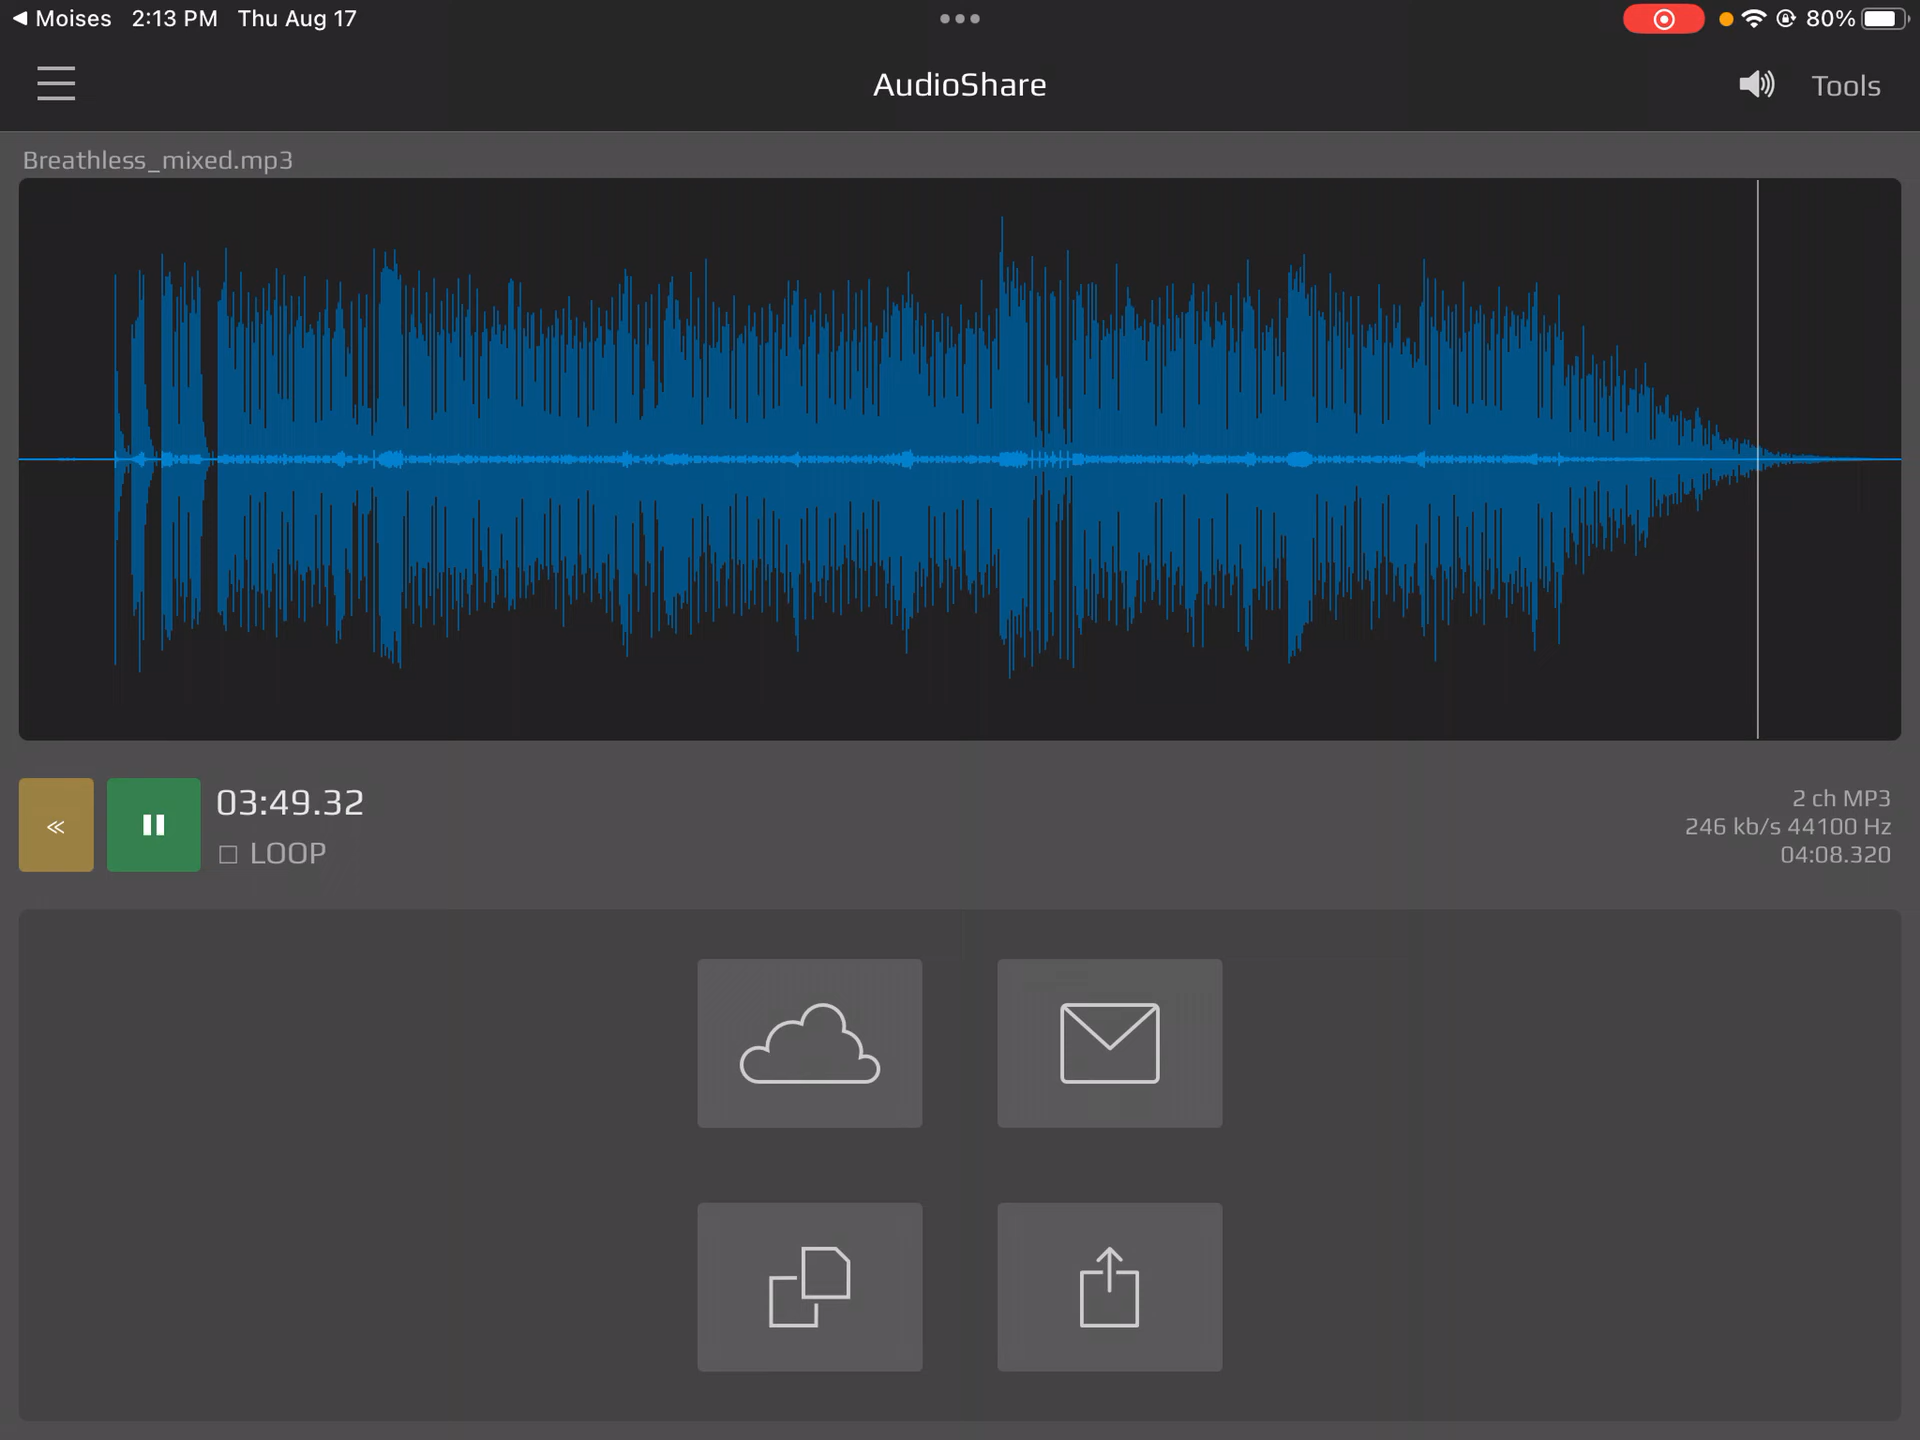 Moises 2:13 PM Thu Aug 17
80%
AudioShare
Tools
Breathless_mixed.mp3
03:49.32
LOOP
2 ch MP3
246 kb/s 44100 Hz
04:08.320